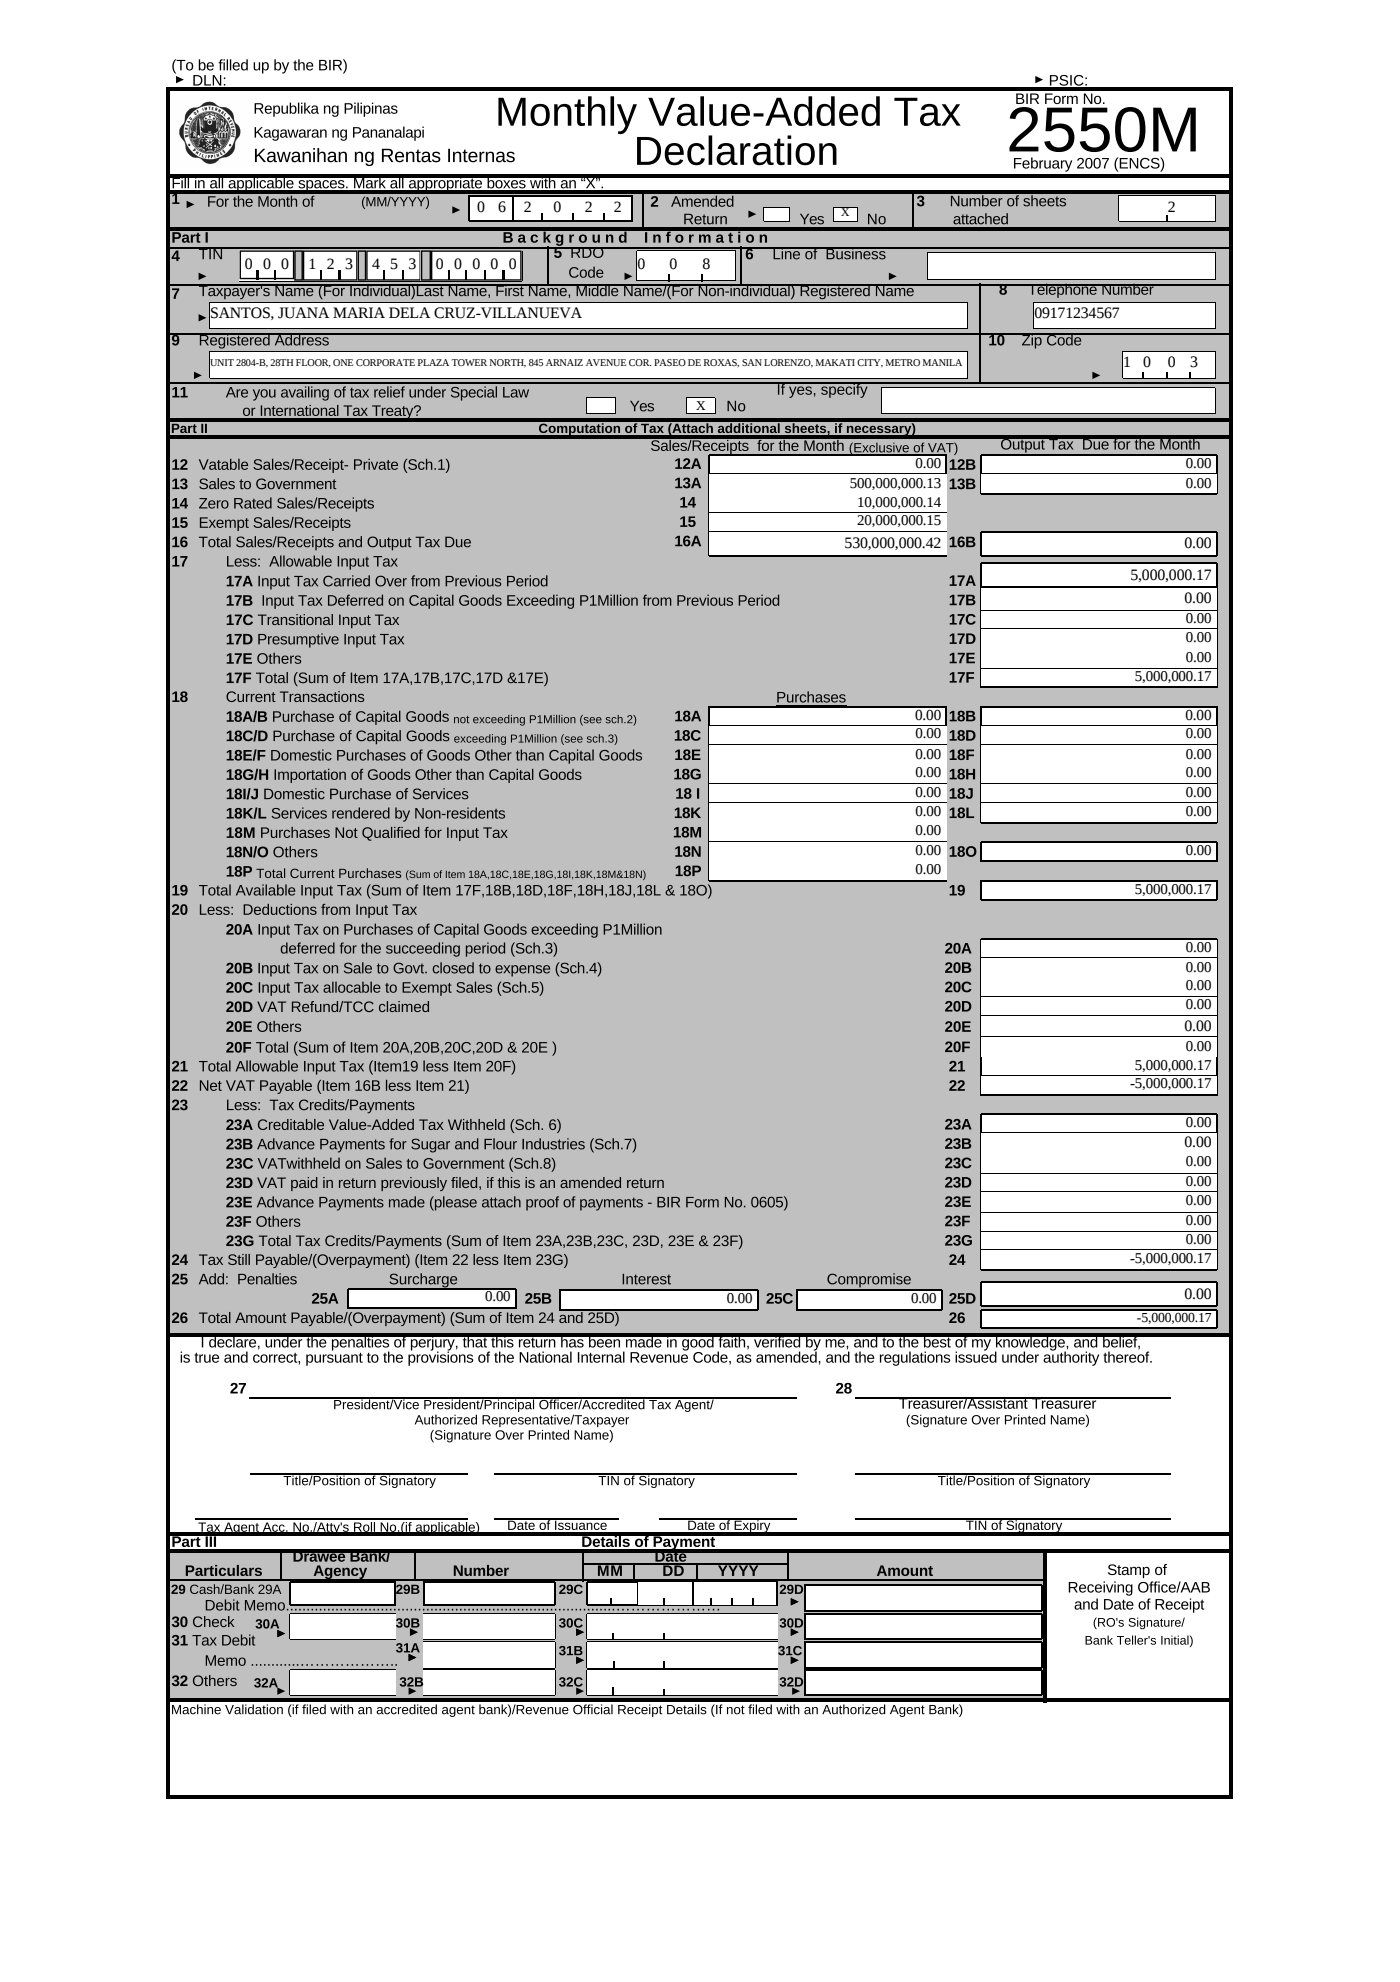 (To be filled up by the BIR)
DLN: PSIC:
Republika ng Pilipinas
Kagawaran ng Pananalapi
Kawanihan ng Rentas Internas
Monthly Value-Added Tax
Declaration
BIR Form No.
2550M
February 2007 (ENCS)
Fill in all applicable spaces. Mark all appropriate boxes with an “X”.
1 For the Month of (MM/YYYY) 0 6 2 0 2 2 2 Amended Return Yes X No 3 Number of sheets attached 2
Part I Background Information
4 TIN 0 0 0 1 2 3 4 5 3 0 0 0 0 0 5 RDO Code 0 0 8 6 Line of Business
7 Taxpayer's Name (For Individual)Last Name, First Name, Middle Name/(For Non-individual) Registered Name 8 Telephone Number
SANTOS, JUANA MARIA DELA CRUZ-VILLANUEVA 09171234567
9 Registered Address 10 Zip Code
UNIT 2804-B, 28TH FLOOR, ONE CORPORATE PLAZA TOWER NORTH, 845 ARNAIZ AVENUE COR. PASEO DE ROXAS, SAN LORENZO, MAKATI CITY, METRO MANILA 1 0 0 3
11 Are you availing of tax relief under Special Law or International Tax Treaty? Yes X No If yes, specify
Part II Computation of Tax (Attach additional sheets, if necessary)
Sales/Receipts for the Month (Exclusive of VAT) Output Tax Due for the Month
12 Vatable Sales/Receipt- Private (Sch.1) 12A 0.00 12B 0.00
13 Sales to Government 13A 500,000,000.13 13B 0.00
14 Zero Rated Sales/Receipts 14 10,000,000.14
15 Exempt Sales/Receipts 15 20,000,000.15
16 Total Sales/Receipts and Output Tax Due 16A 530,000,000.42 16B 0.00
17 Less: Allowable Input Tax
17A Input Tax Carried Over from Previous Period 17A 5,000,000.17
17B Input Tax Deferred on Capital Goods Exceeding P1Million from Previous Period 17B 0.00
17C Transitional Input Tax 17C 0.00
17D Presumptive Input Tax 17D 0.00
17E Others 17E 0.00
17F Total (Sum of Item 17A,17B,17C,17D &17E) 17F 5,000,000.17
18 Current Transactions Purchases
18A/B Purchase of Capital Goods not exceeding P1Million (see sch.2) 18A 0.00 18B 0.00
18C/D Purchase of Capital Goods exceeding P1Million (see sch.3) 18C 0.00 18D 0.00
18E/F Domestic Purchases of Goods Other than Capital Goods 18E 0.00 18F 0.00
18G/H Importation of Goods Other than Capital Goods 18G 0.00 18H 0.00
18I/J Domestic Purchase of Services 18 I 0.00 18J 0.00
18K/L Services rendered by Non-residents 18K 0.00 18L 0.00
18M Purchases Not Qualified for Input Tax 18M 0.00
18N/O Others 18N 0.00 18O 0.00
18P Total Current Purchases (Sum of Item 18A,18C,18E,18G,18I,18K,18M&18N) 18P 0.00
19 Total Available Input Tax (Sum of Item 17F,18B,18D,18F,18H,18J,18L & 18O) 19 5,000,000.17
20 Less: Deductions from Input Tax
20A Input Tax on Purchases of Capital Goods exceeding P1Million
deferred for the succeeding period (Sch.3) 20A 0.00
20B Input Tax on Sale to Govt. closed to expense (Sch.4) 20B 0.00
20C Input Tax allocable to Exempt Sales (Sch.5) 20C 0.00
20D VAT Refund/TCC claimed 20D 0.00
20E Others 20E 0.00
20F Total (Sum of Item 20A,20B,20C,20D & 20E ) 20F 0.00
21 Total Allowable Input Tax (Item19 less Item 20F) 21 5,000,000.17
22 Net VAT Payable (Item 16B less Item 21) 22 -5,000,000.17
23 Less: Tax Credits/Payments
23A Creditable Value-Added Tax Withheld (Sch. 6) 23A 0.00
23B Advance Payments for Sugar and Flour Industries (Sch.7) 23B 0.00
23C VATwithheld on Sales to Government (Sch.8) 23C 0.00
23D VAT paid in return previously filed, if this is an amended return 23D 0.00
23E Advance Payments made (please attach proof of payments - BIR Form No. 0605) 23E 0.00
23F Others 23F 0.00
23G Total Tax Credits/Payments (Sum of Item 23A,23B,23C, 23D, 23E & 23F) 23G 0.00
24 Tax Still Payable/(Overpayment) (Item 22 less Item 23G) 24 -5,000,000.17
25 Add: Penalties Surcharge Interest Compromise
25A 0.00 25B 0.00 25C 0.00 25D 0.00
26 Total Amount Payable/(Overpayment) (Sum of Item 24 and 25D) 26 -5,000,000.17
I declare, under the penalties of perjury, that this return has been made in good faith, verified by me, and to the best of my knowledge, and belief,
is true and correct, pursuant to the provisions of the National Internal Revenue Code, as amended, and the regulations issued under authority thereof.
27 28
President/Vice President/Principal Officer/Accredited Tax Agent/ Treasurer/Assistant Treasurer
Authorized Representative/Taxpayer (Signature Over Printed Name)
(Signature Over Printed Name)
Title/Position of Signatory TIN of Signatory Title/Position of Signatory
Tax Agent Acc. No./Atty's Roll No.(if applicable) Date of Issuance Date of Expiry TIN of Signatory
Part III Details of Payment
Particulars Drawee Bank/ Agency Number Date MM DD YYYY Amount
29 Cash/Bank 29A 29B 29C 29D
Debit Memo
30 Check 30A 30B 30C 30D
31 Tax Debit
Memo 31A 31B 31C
32 Others 32A 32B 32C 32D
Stamp of
Receiving Office/AAB
and Date of Receipt
(RO's Signature/
Bank Teller's Initial)
Machine Validation (if filed with an accredited agent bank)/Revenue Official Receipt Details (If not filed with an Authorized Agent Bank)